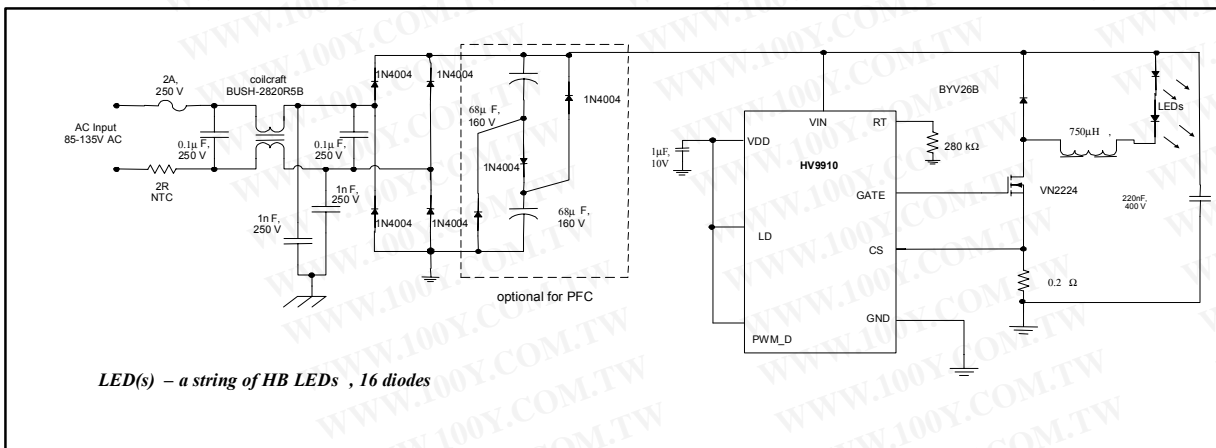 2A,
250 V
coilcraft
BUSH-2820R5B
AC Input
85-135V AC
0.1µ F,
250 V
0.1µ F,
250 V
2R
NTC
1n F,
250 V
1n F,
250 V
1N4004
1N4004
1N4004
1N4004
68µ F,
160 V
1N4004
1N4004
68µ F,
160 V
optional for PFC
1µF,
10V
VDD
VIN
RT
HV9910
GATE
LD
CS
GND
PWM_D
280 kΩ
BYV26B
LEDs
750µH ,
VN2224
220nF,
400 V
0.2 Ω
LED(s) – a string of HB LEDs , 16 diodes
WWW.100Y.COM.TW